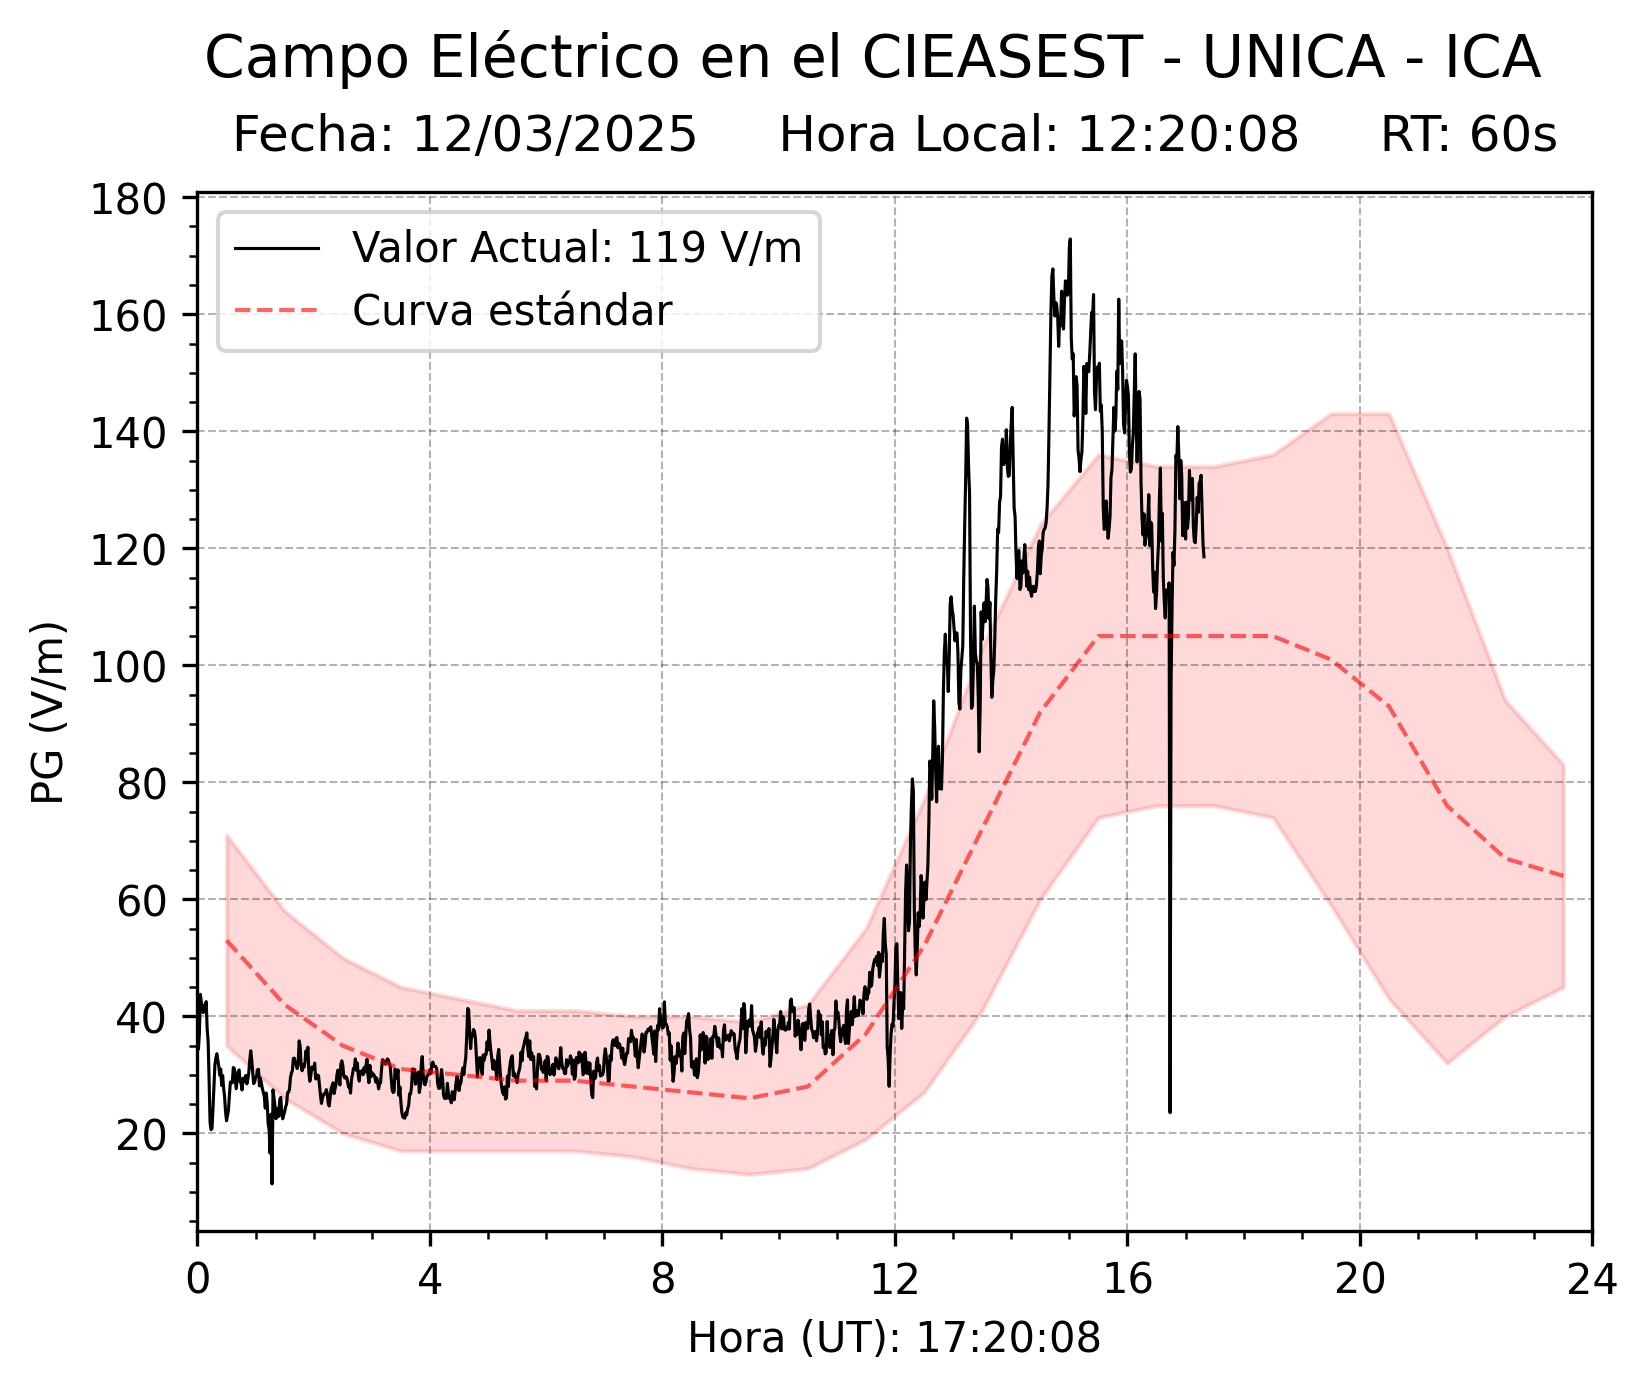 Campo Eléctrico en el CIEASEST - UNICA - ICA
Fecha: 12/03/2025 Hora Local: 12:20:08 RT: 60s
Valor Actual: 119 V/m
Curva estándar
PG (V/m)
180
160
140
120
100
80
60
40
20
0 4 8 12 16 20 24
Hora (UT): 17:20:08